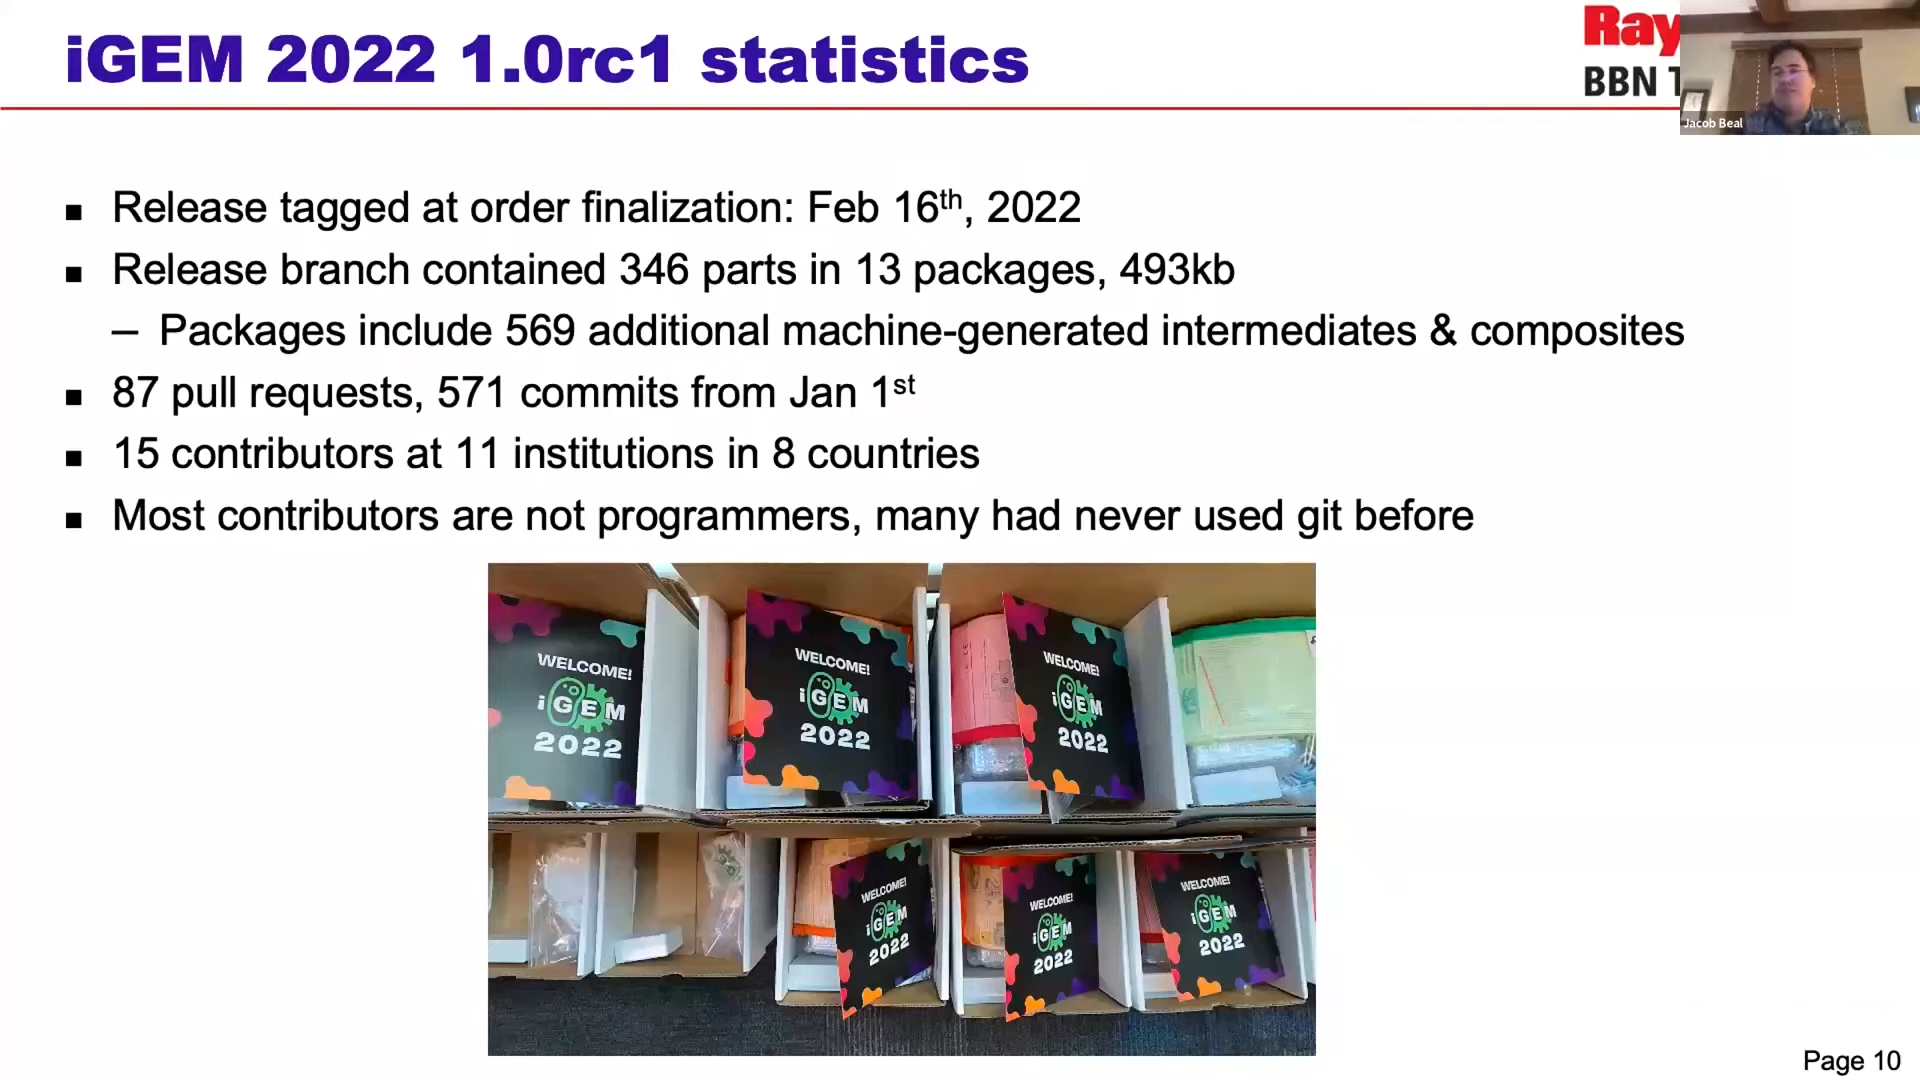 iGEM 2022 1.0rc1 statistics
Ray
BBN T
Jacob Beal
▪ Release tagged at order finalization: Feb 16th, 2022
▪ Release branch contained 346 parts in 13 packages, 493kb
– Packages include 569 additional machine-generated intermediates & composites
▪ 87 pull requests, 571 commits from Jan 1st
▪ 15 contributors at 11 institutions in 8 countries
▪ Most contributors are not programmers, many had never used git before
WELCOME!
iGEM
2022
WELCOME!
iGEM
2022
WELCOME!
iGEM
2022
WELCOME!
iGEM
2022
WELCOME!
iGEM
2022
WELCOME!
iGEM
2022
Page 10